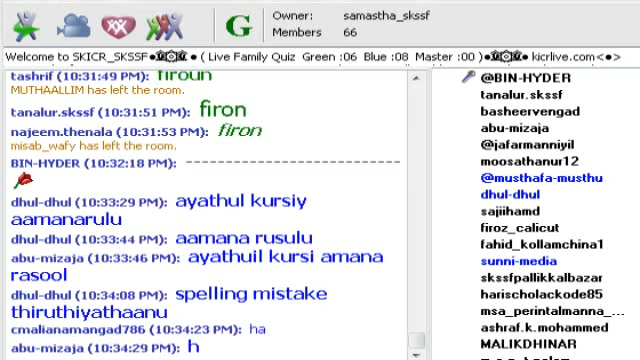 Owner: samastha_skssf
Members 66
G
Welcome to SKICR_SKSSF ( Live Family Quiz Green :06 Blue :08 Master :00 ) kicrlive.com<●>
tashrif (10:31:49 PM): firoun
MUTHAALLIM has left the room.
tanalur.skssf (10:31:51 PM): firon
najeem.thenala (10:31:53 PM): firon
misab_wafy has left the room.
BIN-HYDER (10:32:18 PM): ------------------------------
dhul-dhul (10:33:29 PM): ayathul kursiy
aamanarulu
dhul-dhul (10:33:44 PM): aamana rusulu
abu-mizaja (10:33:46 PM): ayathuil kursi amana
rasool
dhul-dhul (10:34:08 PM): spelling mistake
thiruthiyathaanu
cmalianamangad786 (10:34:23 PM): ha
abu-mizaja (10:34:29 PM): h
@BIN-HYDER
tanalur.skssf
basheervengad
abu-mizaja
@jafarmanniyil
moosathanur12
@musthafa-musthu
dhul-dhul
sajiihamd
firoz_calicut
fahid_kollamchina1
sunni-media
skssfpallikkalbazar
harischolackode85
msa_perintalmanna_...
ashraf.k.mohammed
MALIKDHINAR